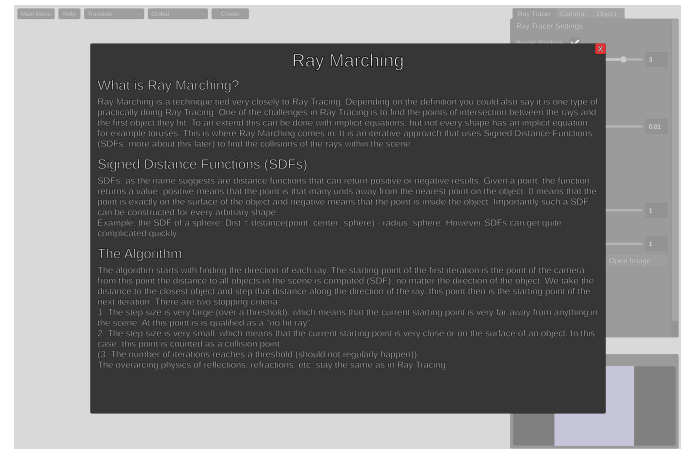 Main Menu Help Translate Global Create Ray Tracer Camera Object
Ray Tracer Settings
3
0.01
1
1
Open Image
X
Ray Marching
What is Ray Marching?
Ray Marching is a technique tied very closely to Ray Tracing. Depending on the definition you could also say it is one type of
practically doing Ray Tracing. One of the challenges in Ray Tracing is to find the points of intersection between the rays and
the first object they hit. To an extend this can be done with implicit equations, but not every shape has an implicit equation
for example toruses. This is where Ray Marching comes in. It is an iterative approach that uses Signed Distance Functions
(SDFs, more about this later) to find the collisions of the rays within the scene.
Signed Distance Functions (SDFs)
SDFs, as the name suggests are distance functions that can return positive or negative results. Given a point, the function
returns a value: positive means that the point is that many units away from the nearest point on the object. 0 means that the
point is exactly on the surface of the object and negative means that the point is inside the object. Importantly such a SDF
can be constructed for every arbitrary shape.
Example: the SDF of a sphere: Dist = distance(point, center_sphere) - radius_sphere. However SDFs can get quite
complicated quickly.
The Algorithm
The algorithm starts with finding the direction of each ray. The starting point of the first iteration is the point of the camera
from this point the distance to all objects in the scene is computed (SDF), no matter the direction of the object. We take the
distance to the closest object and step that distance along the direction of the ray, this point then is the starting point of the
next iteration. There are two stopping criteria:
1. The step size is very large (over a threshold), which means that the current starting point is very far away from anything in
the scene. At this point is is qualified as a "no hit ray".
2. The step size is very small, which means that the current starting point is very close or on the surface of an object. In this
case, this point is counted as a collision point.
(3. The number of iterations reaches a threshold (should not regularly happen))
The overarcing physics of reflections, refractions, etc. stay the same as in Ray Tracing.